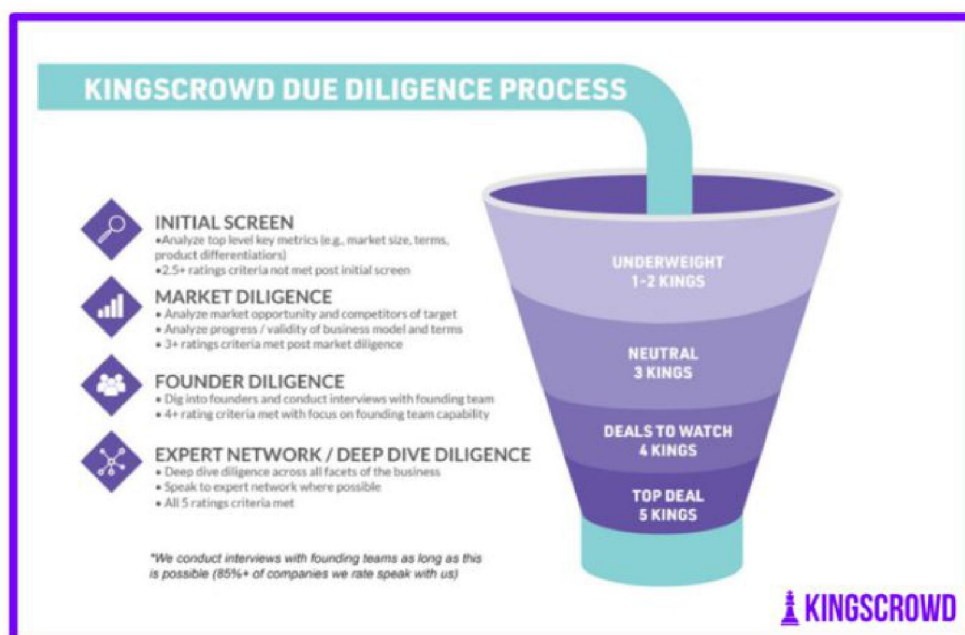 KINGSCROWD DUE DILIGENCE PROCESS
INITIAL SCREEN
•Analyze top level key metrics (e.g., market size, terms,
product differentiatiors)
•2.5+ ratings criteria not met post initial screen
MARKET DILIGENCE
• Analyze market opportunity and competitors of target
• Analyze progress / validity of business model and terms
• 3+ ratings criteria met post market diligence
FOUNDER DILIGENCE
• Dig into founders and conduct interviews with founding team
• 4+ rating criteria met with focus on founding team capability
EXPERT NETWORK / DEEP DIVE DILIGENCE
• Deep dive diligence across all facets of the business
• Speak to expert network where possible
• All 5 ratings criteria met
*We conduct interviews with founding teams as long as this
is possible (85%+ of companies we rate speak with us)
UNDERWEIGHT
1-2 KINGS
NEUTRAL
3 KINGS
DEALS TO WATCH
4 KINGS
TOP DEAL
5 KINGS
KINGSCROWD